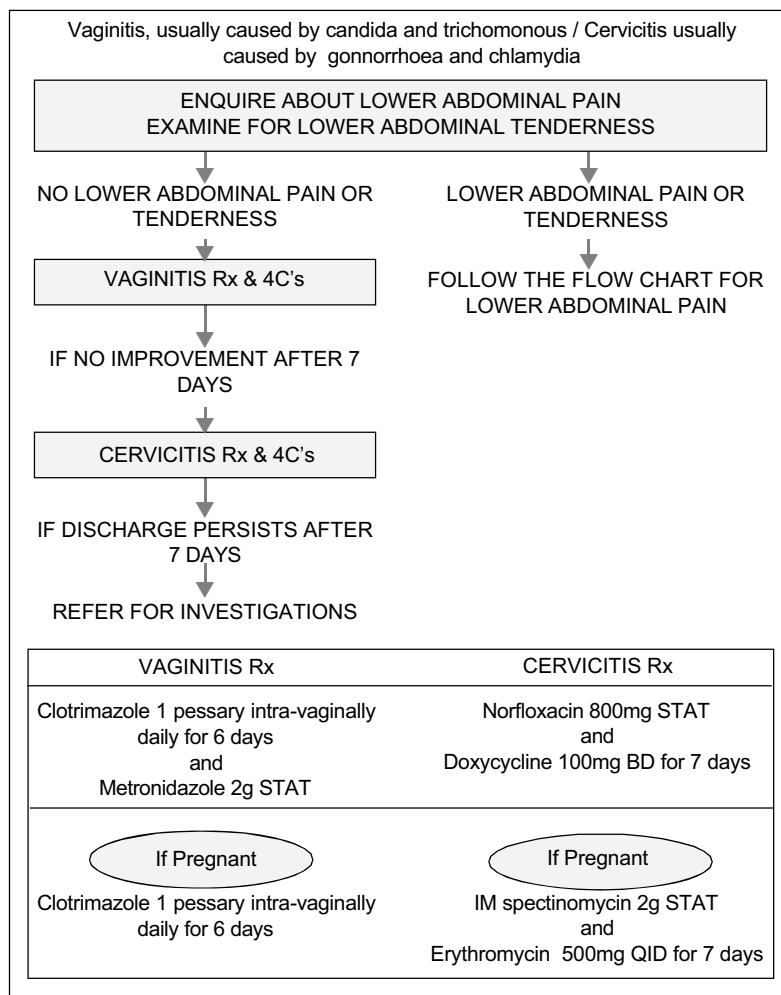 Vaginitis, usually caused by candida and trichomonous / Cervicitis usually
caused by gonnorrhoea and chlamydia
ENQUIRE ABOUT LOWER ABDOMINAL PAIN
EXAMINE FOR LOWER ABDOMINAL TENDERNESS
NO LOWER ABDOMINAL PAIN OR
TENDERNESS
LOWER ABDOMINAL PAIN OR
TENDERNESS
VAGINITIS Rx & 4C’s
FOLLOW THE FLOW CHART FOR
LOWER ABDOMINAL PAIN
IF NO IMPROVEMENT AFTER 7
DAYS
CERVICITIS Rx & 4C’s
IF DISCHARGE PERSISTS AFTER
7 DAYS
REFER FOR INVESTIGATIONS
VAGINITIS Rx
CERVICITIS Rx
Clotrimazole 1 pessary intra-vaginally
daily for 6 days
and
Metronidazole 2g STAT
Norfloxacin 800mg STAT
and
Doxycycline 100mg BD for 7 days
If Pregnant
Clotrimazole 1 pessary intra-vaginally
daily for 6 days
If Pregnant
IM spectinomycin 2g STAT
and
Erythromycin 500mg QID for 7 days